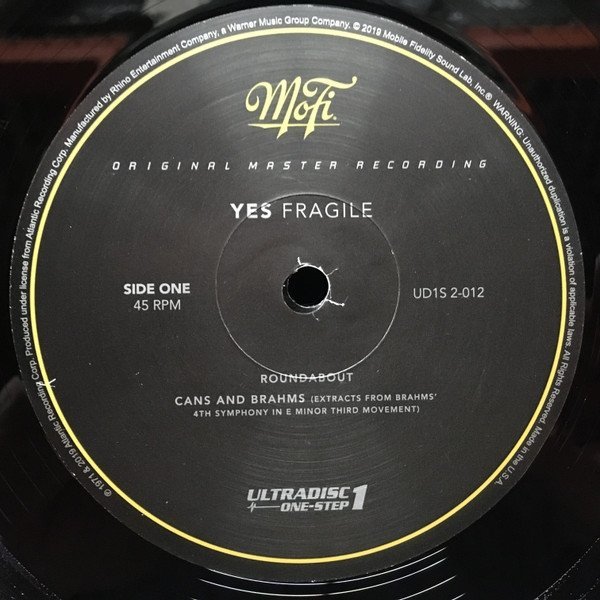 ℗ 1971 & 2019 Atlantic Recording Corp. Produced under license from Atlantic Recording Corp. Manufactured by Rhino Entertainment Company, a Warner Music Group Company. © 2019 Mobile Fidelity Sound Lab, Inc.® WARNING: Unauthorized duplication is a violation of applicable laws. All Rights Reserved. Made in the U.S.A.
MoFi
ORIGINAL MASTER RECORDING
YES FRAGILE
SIDE ONE
45 RPM
UD1S 2-012
ROUNDABOUT
CANS AND BRAHMS (EXTRACTS FROM BRAHMS'
4TH SYMPHONY IN E MINOR THIRD MOVEMENT)
ULTRADISC
ONE-STEP 1